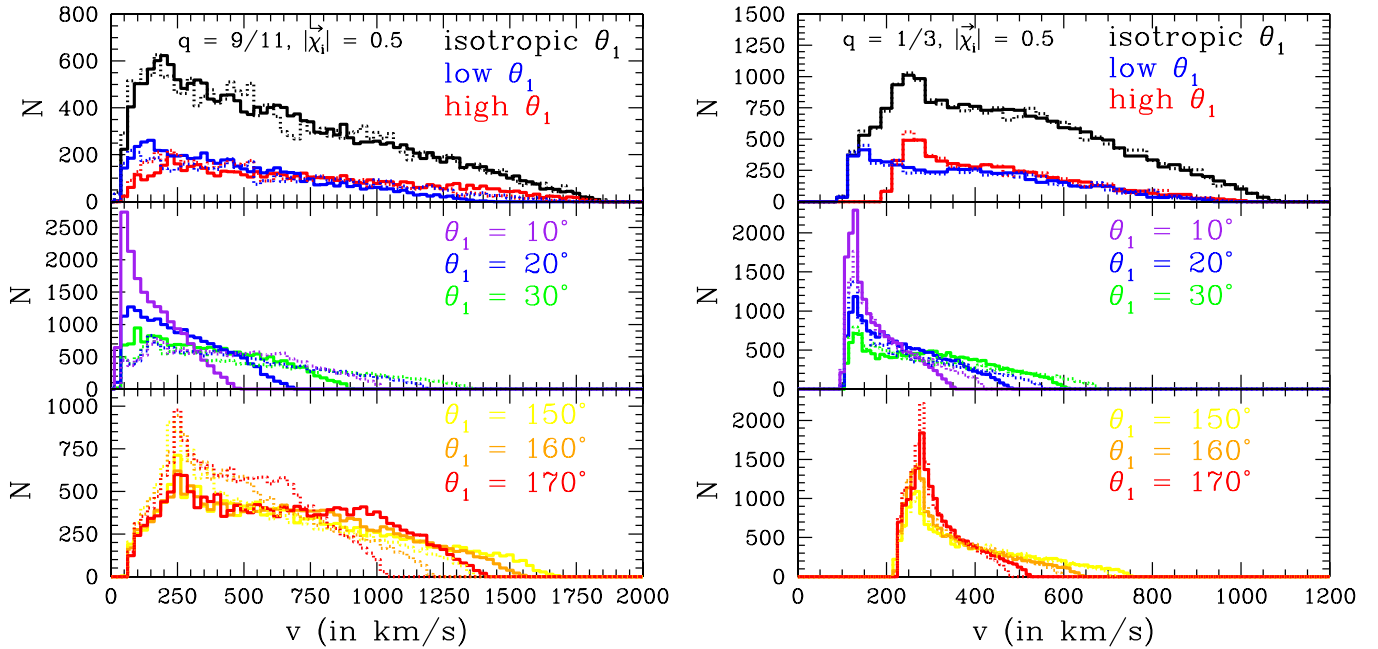 800
600
400
200
0
N
q = 9/11, |χ⃗ᵢ| = 0.5
isotropic θ₁
low θ₁
high θ₁
2500
2000
1500
1000
500
0
N
θ₁ = 10°
θ₁ = 20°
θ₁ = 30°
1000
750
500
250
0
N
θ₁ = 150°
θ₁ = 160°
θ₁ = 170°
0 250 500 750 1000 1250 1500 1750 2000
v (in km/s)
1500
1250
1000
750
500
250
0
N
q = 1/3, |χ⃗ᵢ| = 0.5
isotropic θ₁
low θ₁
high θ₁
2000
1500
1000
500
0
N
θ₁ = 10°
θ₁ = 20°
θ₁ = 30°
2000
1500
1000
500
0
N
θ₁ = 150°
θ₁ = 160°
θ₁ = 170°
0 200 400 600 800 1000 1200
v (in km/s)